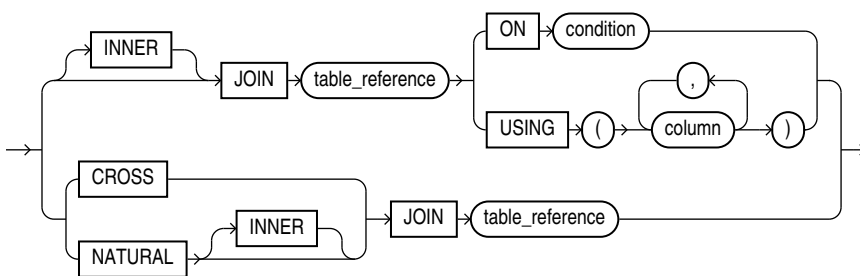 INNER
JOIN table_reference
ON condition
USING ( column , )
CROSS
NATURAL INNER
JOIN table_reference